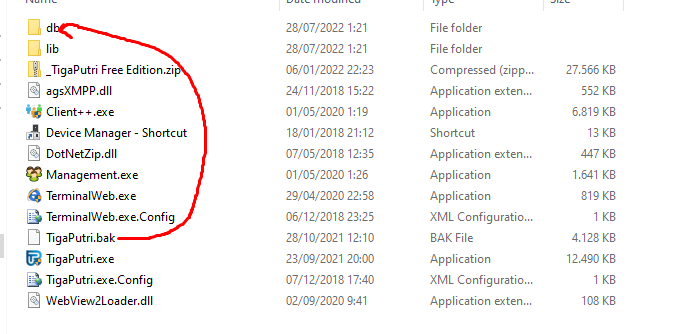 Name Date modified Type Size
db 28/07/2022 1:21 File folder
lib 28/07/2022 1:21 File folder
_TigaPutri Free Edition.zip 06/01/2022 22:23 Compressed (zipp... 27.566 KB
agsXMPP.dll 24/11/2018 15:22 Application exten... 552 KB
Client++.exe 01/05/2020 1:19 Application 6.819 KB
Device Manager - Shortcut 18/01/2018 21:12 Shortcut 13 KB
DotNetZip.dll 07/05/2018 12:35 Application exten... 447 KB
Management.exe 01/05/2020 1:26 Application 1.641 KB
TerminalWeb.exe 29/04/2020 22:58 Application 819 KB
TerminalWeb.exe.Config 06/12/2018 23:25 XML Configuratio... 1 KB
TigaPutri.bak 28/10/2021 12:10 BAK File 4.128 KB
TigaPutri.exe 23/09/2021 20:00 Application 12.490 KB
TigaPutri.exe.Config 07/12/2018 17:40 XML Configuratio... 1 KB
WebView2Loader.dll 02/09/2020 9:41 Application exten... 108 KB